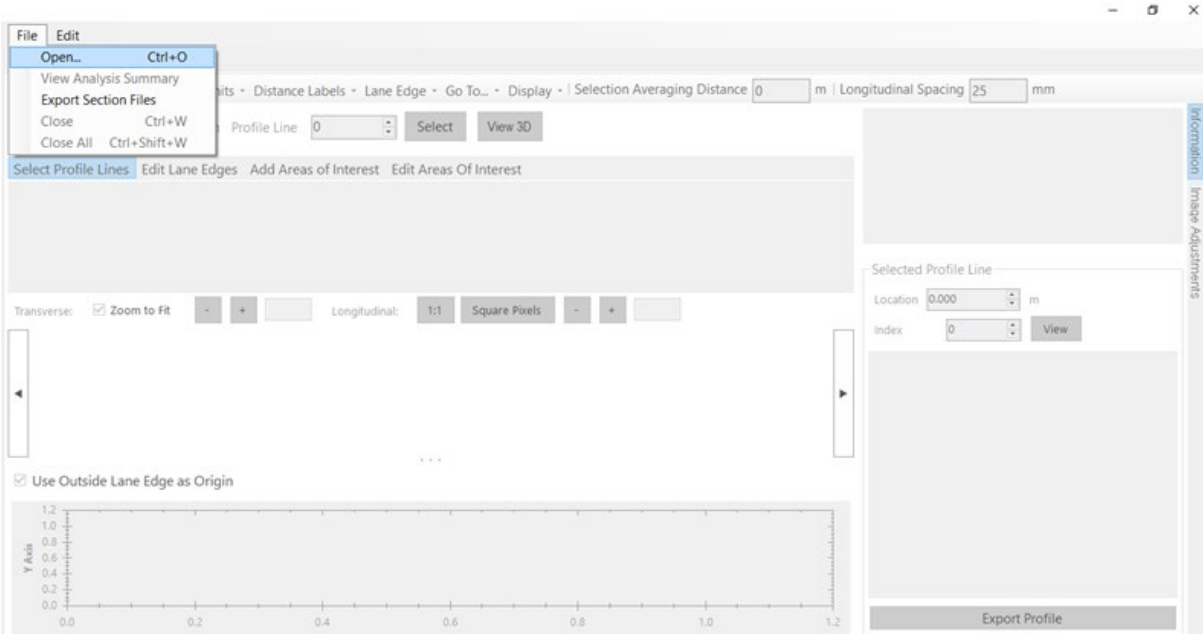 File Edit
Open... Ctrl+O
View Analysis Summary
Export Section Files
Close Ctrl+W
Close All Ctrl+Shift+W
Distance Labels Lane Edge Go To... Display Selection Averaging Distance 0 m Longitudinal Spacing 25 mm
Profile Line 0 Select View 3D
Select Profile Lines Edit Lane Edges Add Areas of Interest Edit Areas Of Interest
Information
Image Adjustments
Selected Profile Line
Location 0.000 m
Index 0 View
Transverse: Zoom to Fit - + Longitudinal: 1:1 Square Pixels - +
. . .
Use Outside Lane Edge as Origin
Y Axis
1.2
1.0
0.8
0.6
0.4
0.2
0.0
0.0 0.2 0.4 0.6 0.8 1.0 1.2
Export Profile